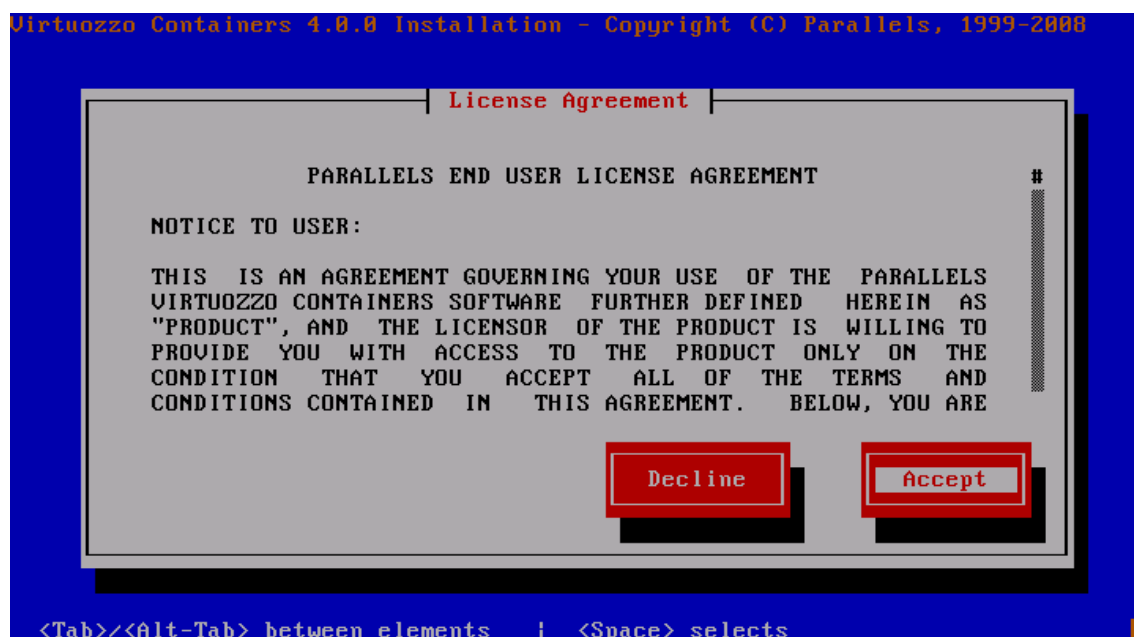 Virtuozzo Containers 4.0.0 Installation - Copyright (C) Parallels, 1999-2008
License Agreement
PARALLELS END USER LICENSE AGREEMENT #
NOTICE TO USER:
THIS IS AN AGREEMENT GOVERNING YOUR USE OF THE PARALLELS
VIRTUOZZO CONTAINERS SOFTWARE FURTHER DEFINED HEREIN AS
"PRODUCT", AND THE LICENSOR OF THE PRODUCT IS WILLING TO
PROVIDE YOU WITH ACCESS TO THE PRODUCT ONLY ON THE
CONDITION THAT YOU ACCEPT ALL OF THE TERMS AND
CONDITIONS CONTAINED IN THIS AGREEMENT. BELOW, YOU ARE
Decline Accept
<Tab>/<Alt-Tab> between elements | <Space> selects